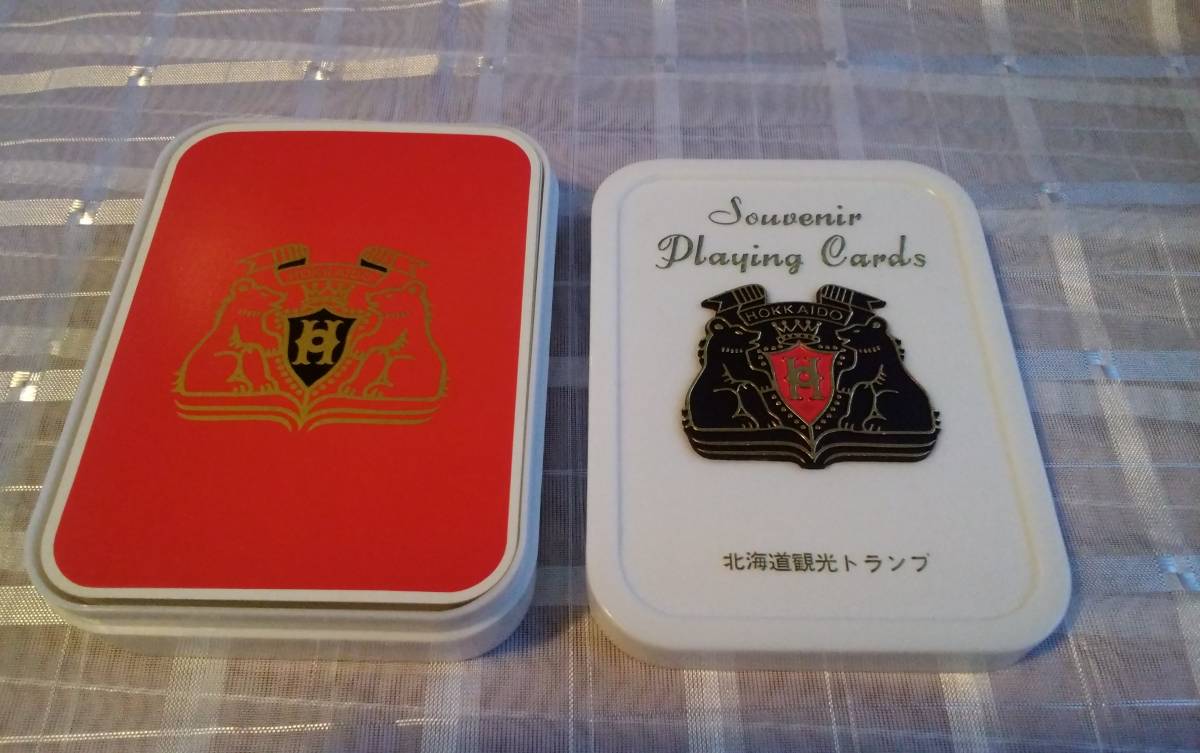 HOKKAIDO
H
Souvenir
Playing Cards
HOKKAIDO
H
北海道観光トランプ